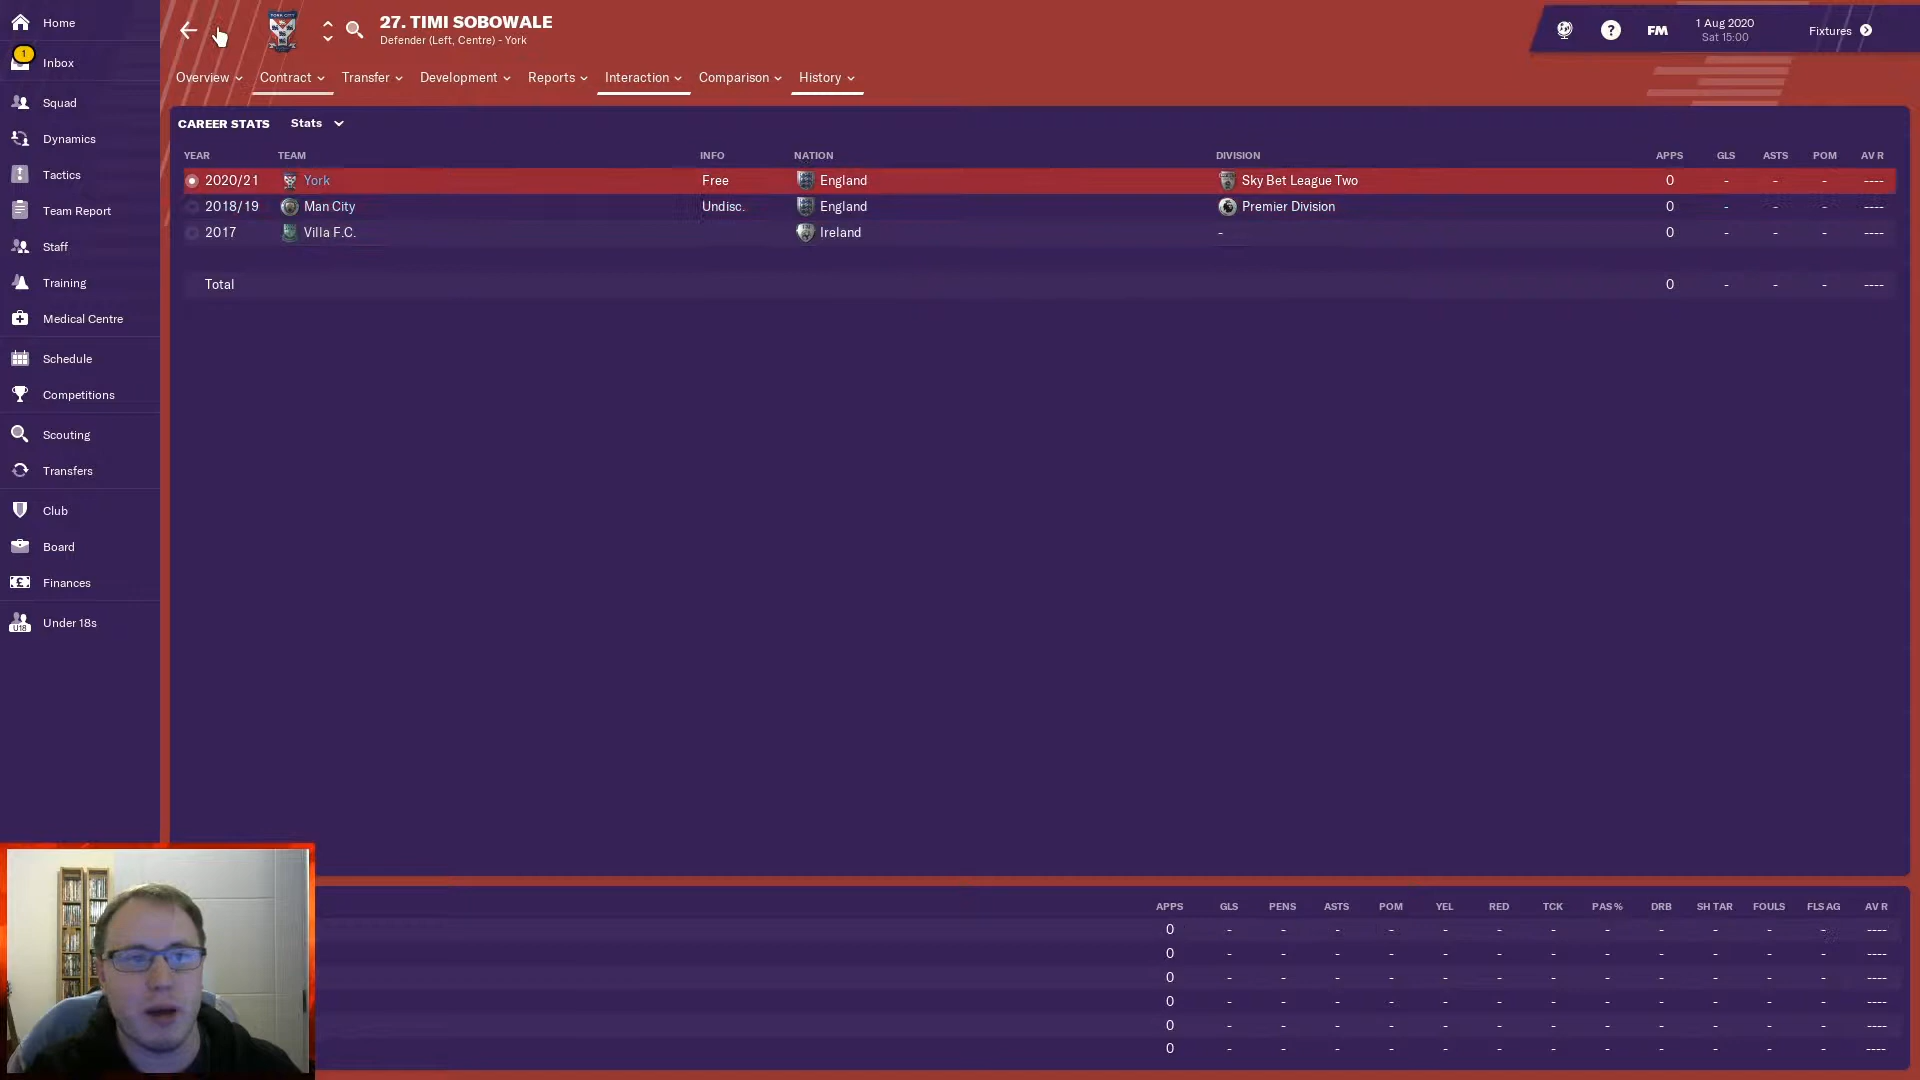 Home
1
Inbox
Squad
Dynamics
Tactics
Team Report
Staff
Training
Medical Centre
Schedule
Competitions
Scouting
Transfers
Club
Board
Finances
U18
Under 18s
YORK CITY
27. TIMI SOBOWALE
Defender (Left, Centre) - York
? FM
1 Aug 2020
Sat 15:00
Fixtures
Overview Contract Transfer Development Reports Interaction Comparison History
CAREER STATS Stats
YEAR TEAM INFO NATION DIVISION APPS GLS ASTS POM AV R
2020/21 York Free England Sky Bet League Two 0 - - - ----
2018/19 Man City Undisc. England Premier Division 0 - - - ----
2017 Villa F.C. Ireland - 0 - - - ----
Total 0 - - - ----
APPS GLS PENS ASTS POM YEL RED TCK PAS % DRB SH TAR FOULS FLS AG AV R
0 - - - - - - - - - - - - ----
0 - - - - - - - - - - - - ----
0 - - - - - - - - - - - - ----
0 - - - - - - - - - - - - ----
0 - - - - - - - - - - - - ----
0 - - - - - - - - - - - - ----